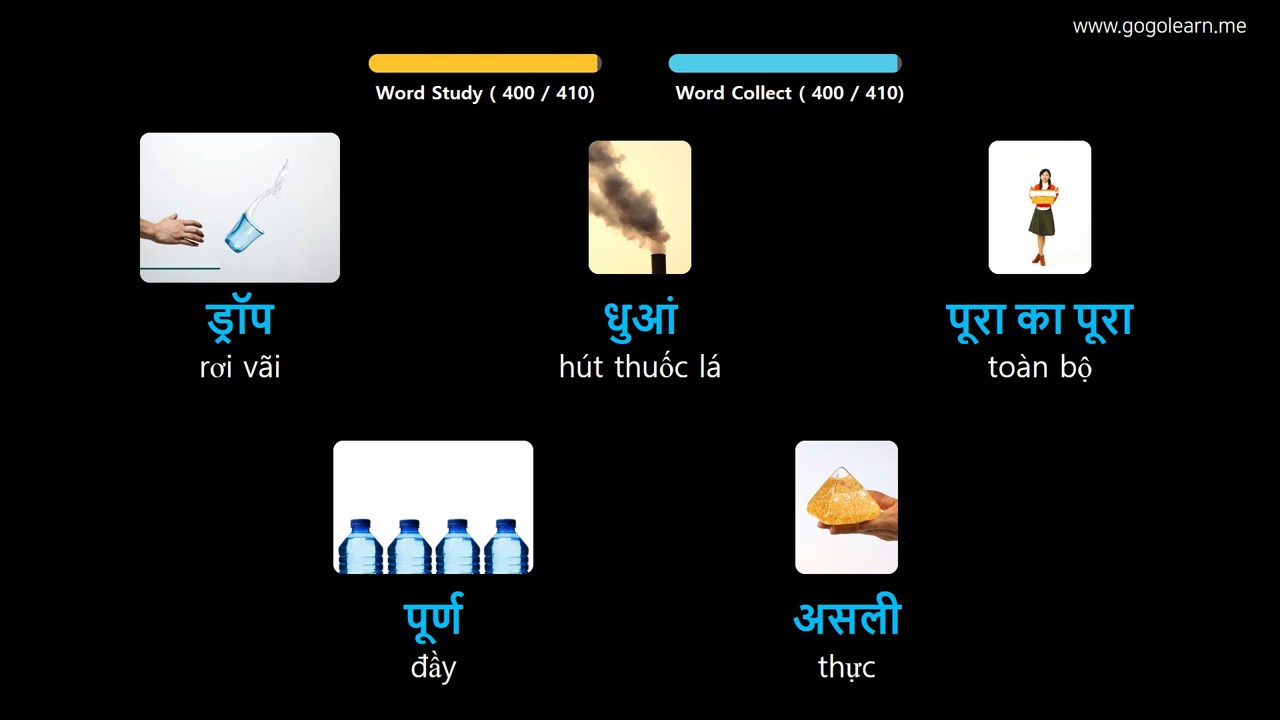 www.gogolearn.me
Word Study ( 400 / 410)
Word Collect ( 400 / 410)
ड्रॉप
rơi vãi
धुआं
hút thuốc lá
पूरा का पूरा
toàn bộ
पूर्ण
đầy
असली
thực